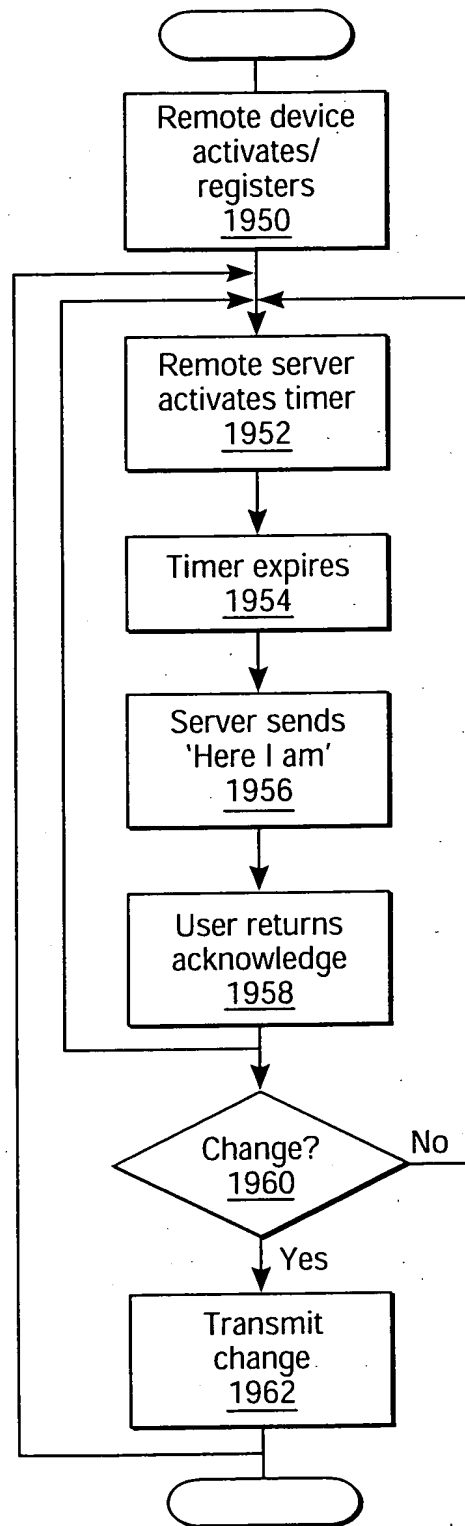 Remote device
activates/
registers
1950
Remote server
activates timer
1952
Timer expires
1954
Server sends
'Here I am'
1956
User returns
acknowledge
1958
Change?
1960
No
Yes
Transmit
change
1962